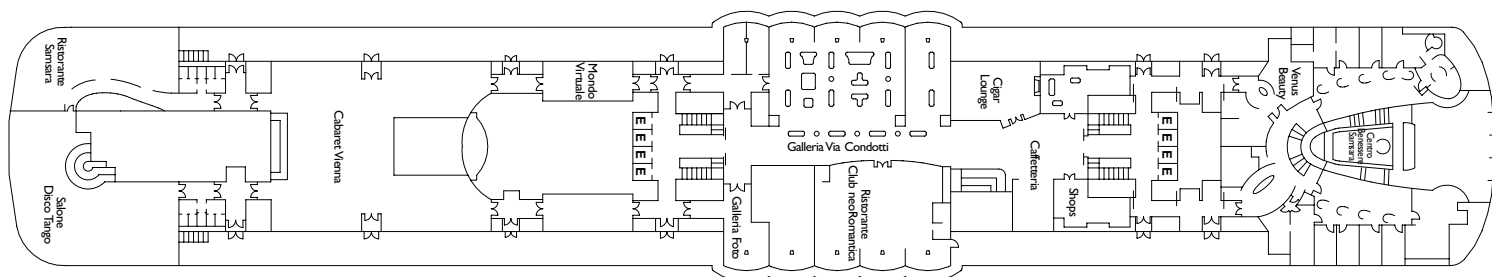 Ristorante
Samsara
Salone
Disco Tango
Cabaret Vienna
Mondo
Virtuale
E
E
E
E
Galleria Foto
Galleria Via Condotti
Ristorante
Club neoRomantica
Cigar
Lounge
Caffetteria
Shops
E
E
E
E
Venus
Beauty
Centro
Benessere
Samsara